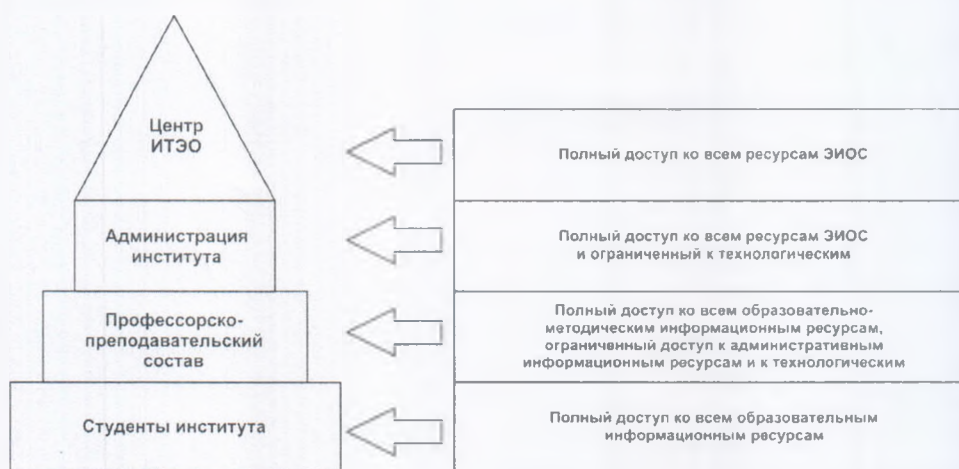 Центр
ИТЭО
Полный доступ ко всем ресурсам ЭИОС
Администрация
института
Полный доступ ко всем ресурсам ЭИОС
и ограниченный к технологическим
Профессорско-
преподавательский
состав
Полный доступ ко всем образовательно-
методическим информационным ресурсам,
ограниченный доступ к административным
информационным ресурсам и к технологическим
Студенты института
Полный доступ ко всем образовательным
информационным ресурсам